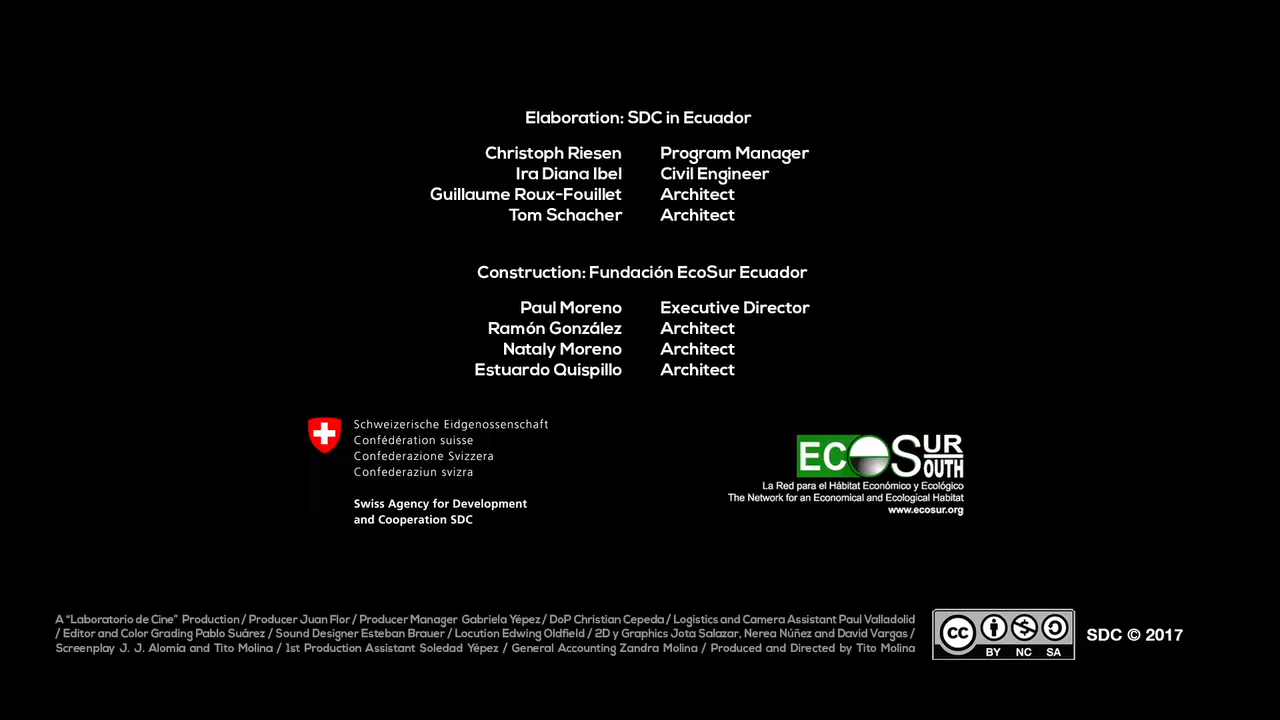 Elaboration: SDC in Ecuador
Christoph Riesen Program Manager
Ira Diana Ibel Civil Engineer
Guillaume Roux-Fouillet Architect
Tom Schacher Architect
Construction: Fundación EcoSur Ecuador
Paul Moreno Executive Director
Ramón González Architect
Nataly Moreno Architect
Estuardo Quispillo Architect
Schweizerische Eidgenossenschaft
Confédération suisse
Confederazione Svizzera
Confederaziun svizra
Swiss Agency for Development
and Cooperation SDC
ECOSUR
SOUTH
La Red para el Hábitat Económico y Ecológico
The Network for an Economical and Ecological Habitat
www.ecosur.org
A “Laboratorio de Cine” Production / Producer Juan Flor / Producer Manager Gabriela Yépez / DoP Christian Cepeda / Logistics and Camera Assistant Paul Valladolid
/ Editor and Color Grading Pablo Suárez / Sound Designer Esteban Brauer / Locution Edwing Oldfield / 2D y Graphics Jota Salazar, Nerea Núñez and David Vargas /
Screenplay J. J. Alomía and Tito Molina / 1st Production Assistant Soledad Yépez / General Accounting Zandra Molina / Produced and Directed by Tito Molina
cc
BY NC SA
SDC © 2017